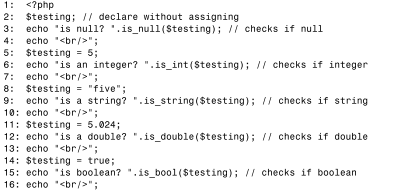 1: <?php
2: $testing; // declare without assigning
3: echo "is null? ".is_null($testing); // checks if null
4: echo "<br/>";
5: $testing = 5;
6: echo "is an integer? ".is_int($testing); // checks if integer
7: echo "<br/>";
8: $testing = "five";
9: echo "is a string? ".is_string($testing); // checks if string
10: echo "<br/>";
11: $testing = 5.024;
12: echo "is a double? ".is_double($testing); // checks if double
13: echo "<br/>";
14: $testing = true;
15: echo "is boolean? ".is_bool($testing); // checks if boolean
16: echo "<br/>";